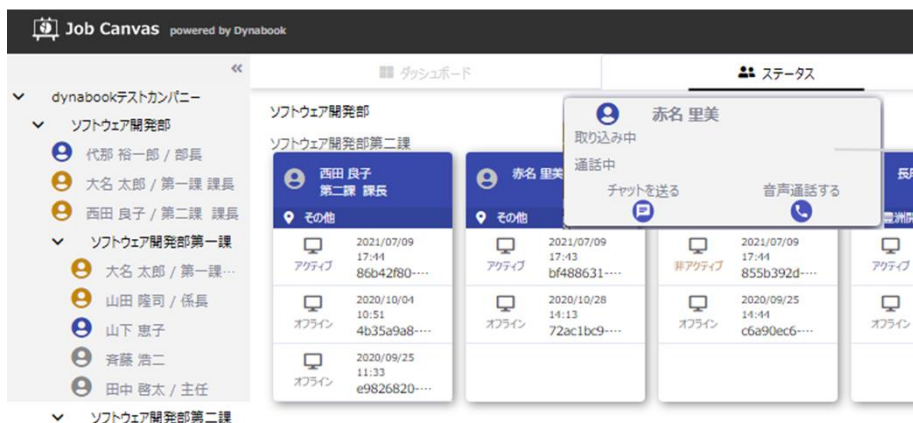 Job Canvas powered by Dynabook
«
ダッシュボード
ステータス
dynabookテストカンパニー
ソフトウェア開発部
代那 裕一郎 / 部長
大名 太郎 / 第一課 課長
西田 良子 / 第二課 課長
ソフトウェア開発部第一課
大名 太郎 / 第一課…
山田 隆司 / 係長
山下 恵子
斉藤 浩二
田中 啓太 / 主任
ソフトウェア開発部第二課
ソフトウェア開発部
ソフトウェア開発部第二課
西田 良子
第二課 課長
その他
アクティブ
2021/07/09
17:44
86b42f80-…
オフライン
2020/10/04
10:51
4b35a9a8-…
オフライン
2020/09/25
11:33
e9826820-…
赤名 里美
その他
アクティブ
2021/07/09
17:43
bf488631-…
オフライン
2020/10/28
14:13
72ac1bc9-…
赤名 里美
取り込み中
通話中
チャットを送る
音声通話する
非アクティブ
2021/07/09
17:44
855b392d-…
オフライン
2020/09/25
14:44
c6a90ec6-…
豊洲
アクティブ
オフライン